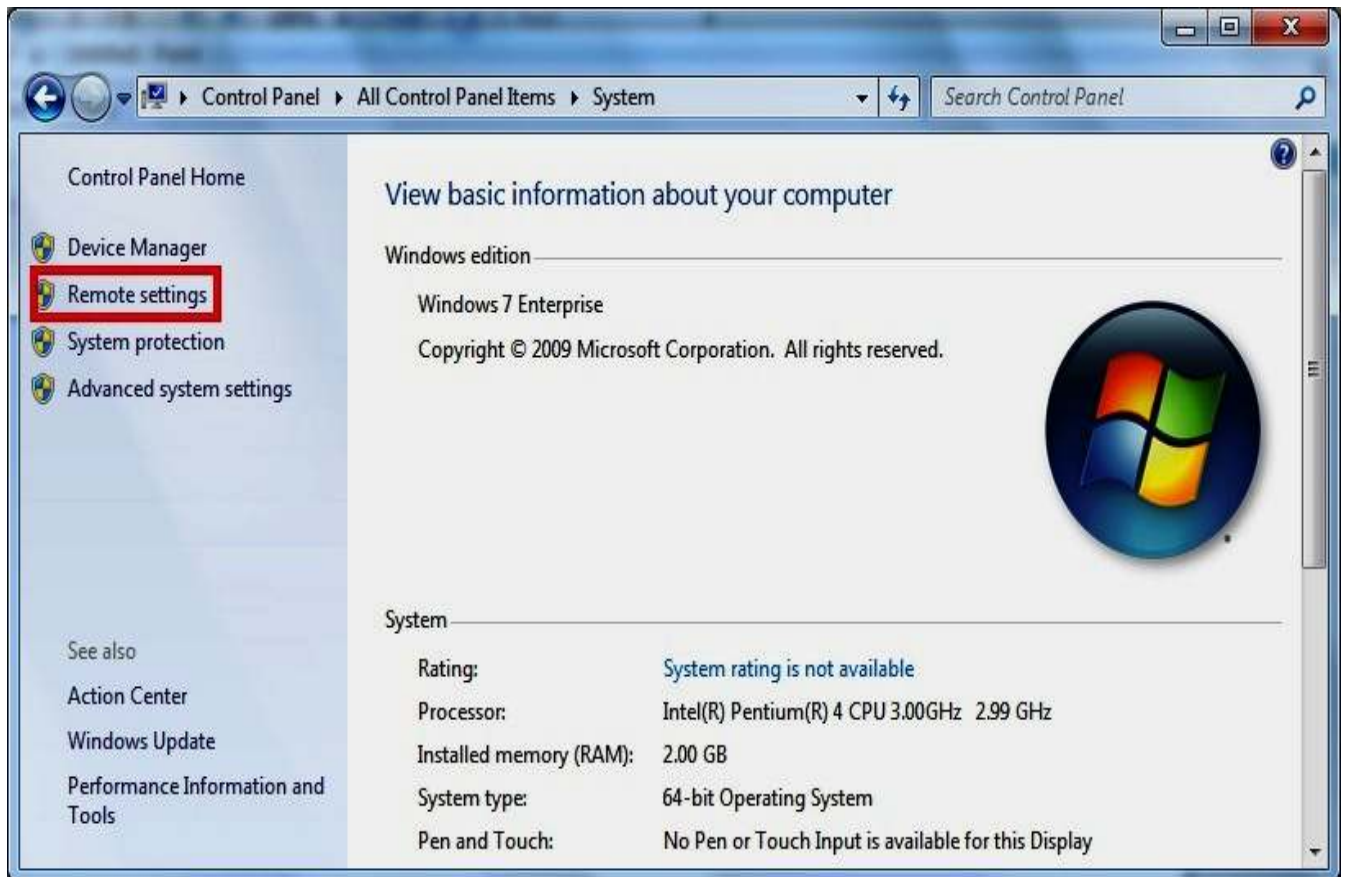 Control Panel ▸ All Control Panel Items ▸ System
Search Control Panel
Control Panel Home
Device Manager
Remote settings
System protection
Advanced system settings
See also
Action Center
Windows Update
Performance Information and
Tools
View basic information about your computer
Windows edition
Windows 7 Enterprise
Copyright © 2009 Microsoft Corporation. All rights reserved.
System
Rating: System rating is not available
Processor: Intel(R) Pentium(R) 4 CPU 3.00GHz 2.99 GHz
Installed memory (RAM): 2.00 GB
System type: 64-bit Operating System
Pen and Touch: No Pen or Touch Input is available for this Display